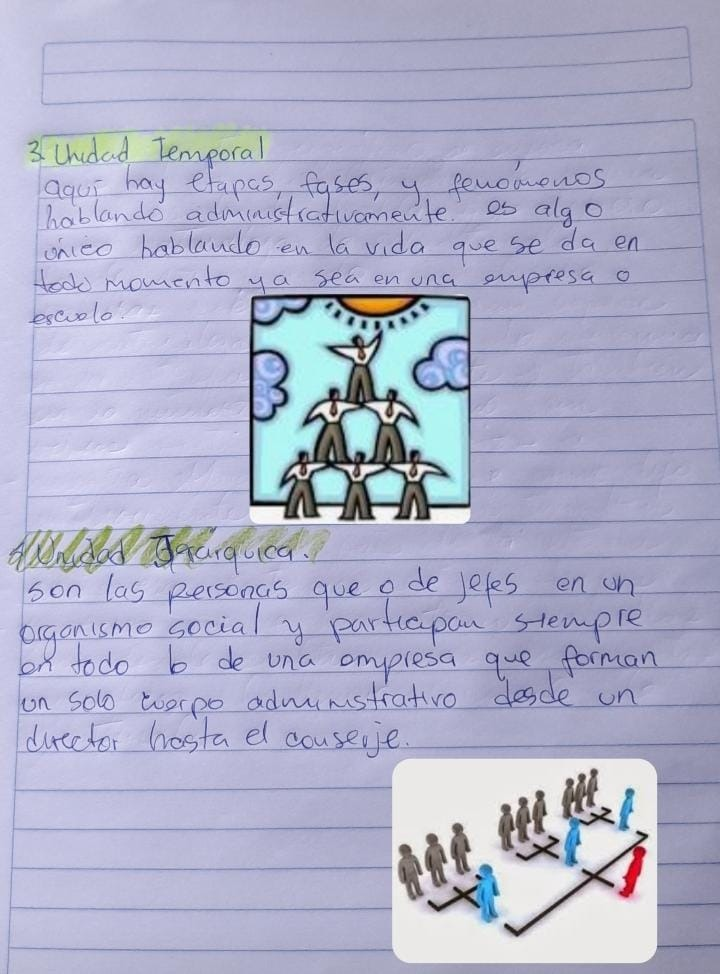 3. Unidad Temporal
aquí hay etapas, fases, y fenómenos
hablando administrativamente. es algo
único hablando en la vida que se da en
todo momento ya sea en una empresa o
escuela.
4 Unidad Jerárquica.
son las personas que o de jefes en un
organismo social y participan siempre
en todo lo de una empresa que forman
un solo cuerpo administrativo desde un
director hasta el conserje.